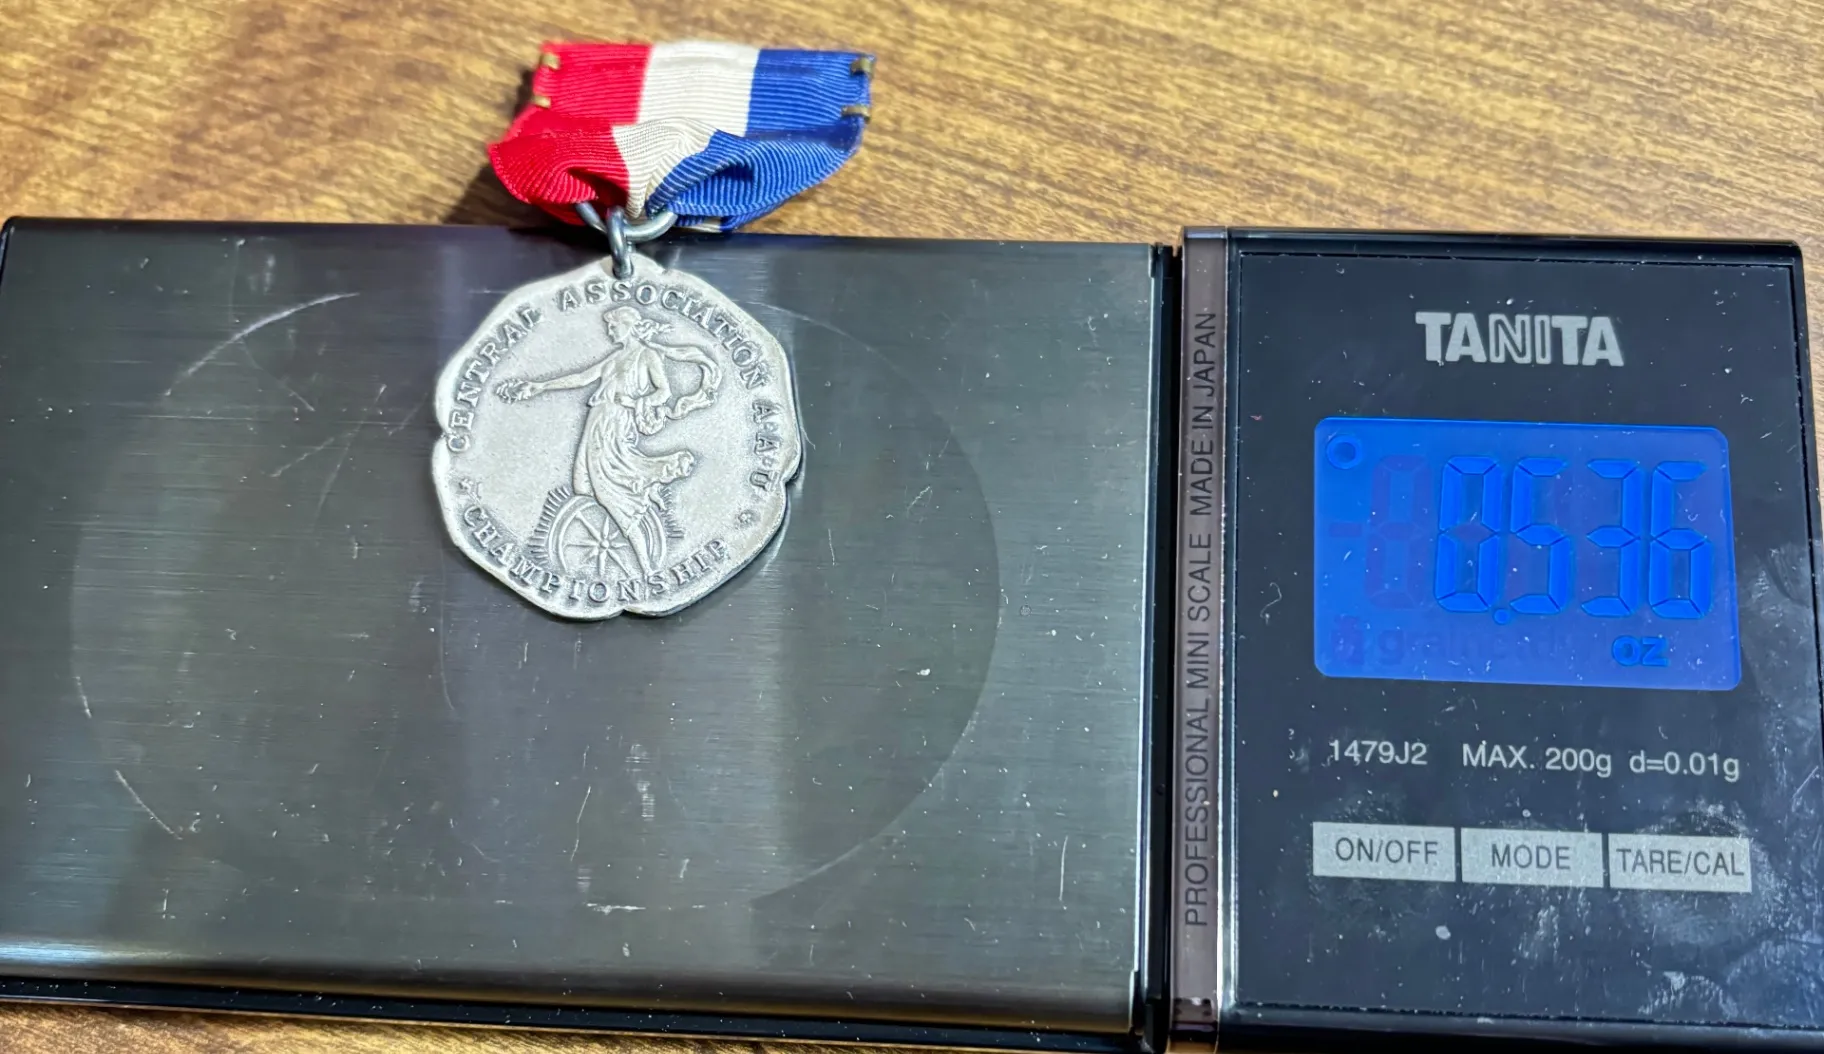 CENTRAL ASSOCIATION A·A·U
* CHAMPIONSHIP *
TANITA
0.536
oz
1479J2 MAX. 200g d=0.01g
ON/OFF MODE TARE/CAL
PROFESSIONAL MINI SCALE MADE IN JAPAN